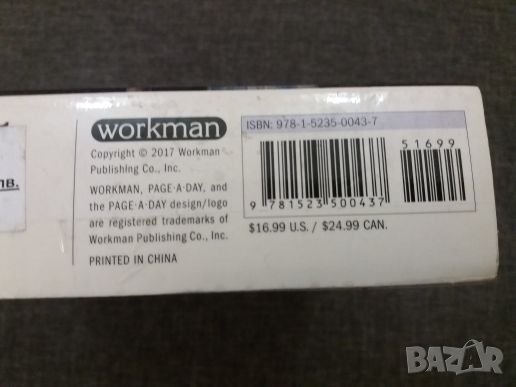 workman
Copyright © 2017 Workman
Publishing Co., Inc.
WORKMAN, PAGE-A-DAY, and
the PAGE-A-DAY design/logo
are registered trademarks of
Workman Publishing Co., Inc.
PRINTED IN CHINA
ISBN: 978-1-5235-0043-7
51699
9 781523 500437
$16.99 U.S. / $24.99 CAN.
лв.
BAZAR